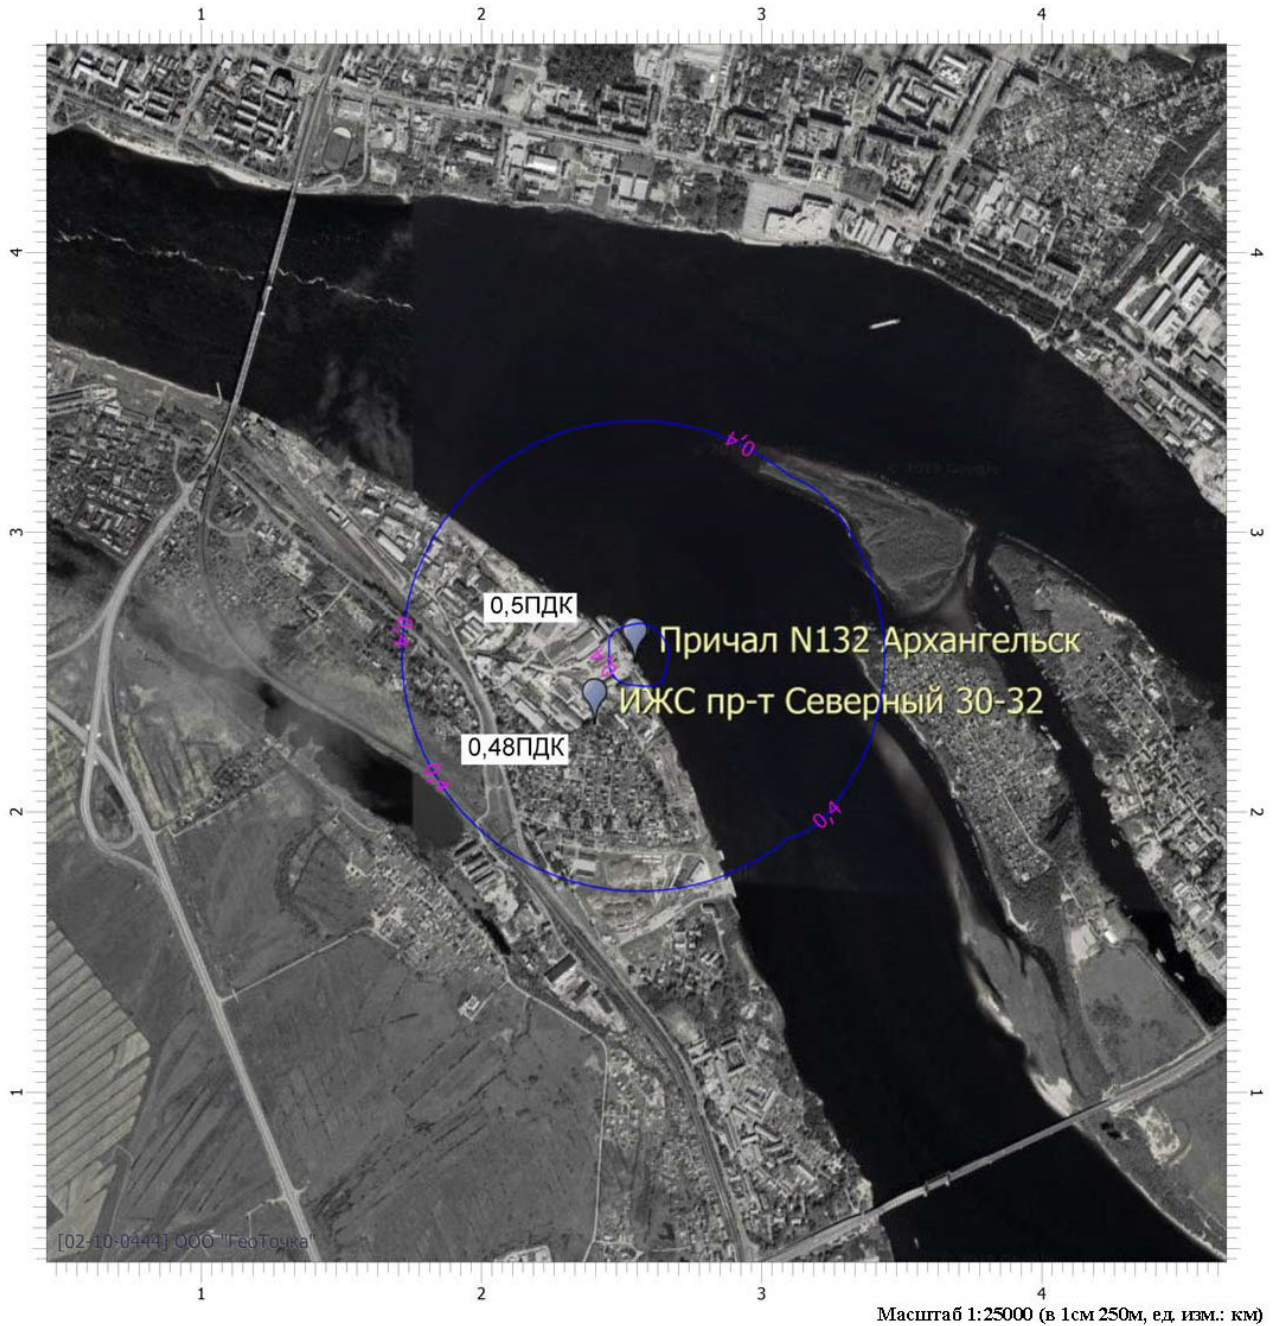 1 2 3 4
4 4
0,4
© 2019 Google
3 3
0,5ПДК
0,4
Причал N132 Архангельск
ИЖС пр-т Северный 30-32
0,48ПДК
0,4
0,4
2 2
1 1
[02-10-0444] ООО "ГеоТочка"
1 2 3 4
Масштаб 1:25000 (в 1см 250м, ед. изм.: км)